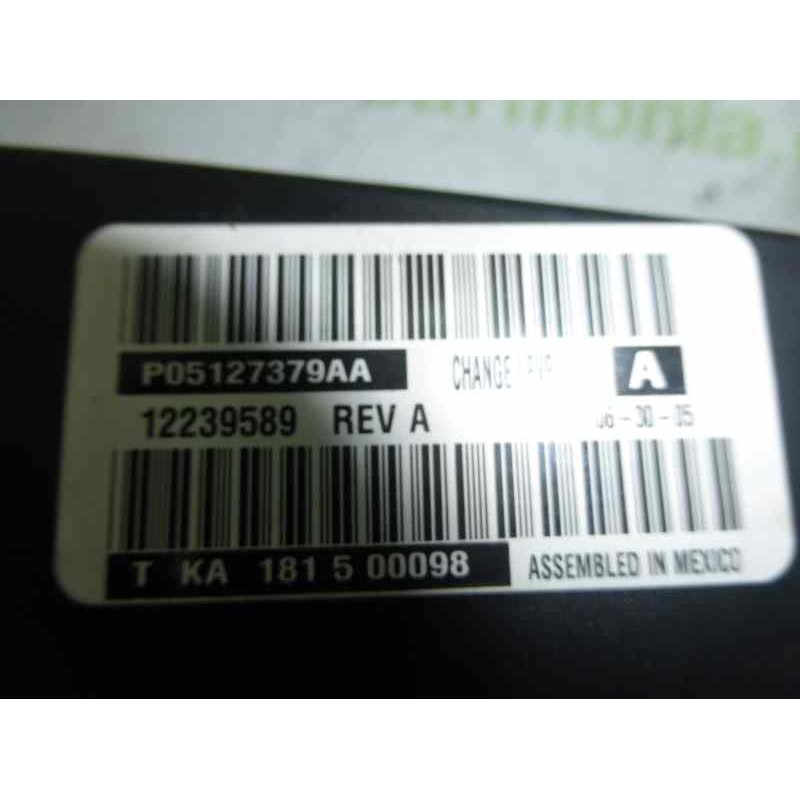 P05127379AA CHANGE A
12239589 REV A 06-30-05
T KA 181 5 00098 ASSEMBLED IN MEXICO